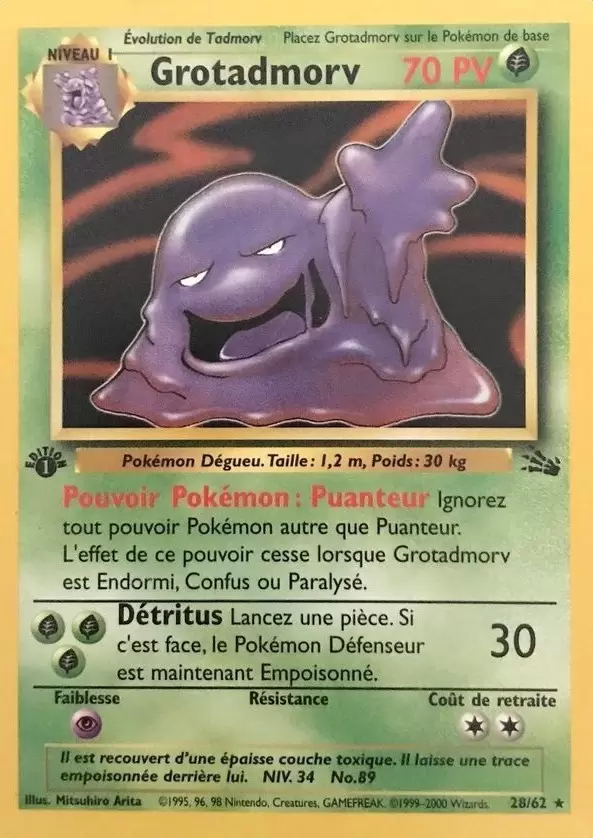 Évolution de Tadmorv Placez Grotadmorv sur le Pokémon de base
NIVEAU I
Grotadmorv 70 PV
EDITION
1
Pokémon Dégueu. Taille : 1,2 m, Poids : 30 kg
Pouvoir Pokémon : Puanteur Ignorez
tout pouvoir Pokémon autre que Puanteur.
L'effet de ce pouvoir cesse lorsque Grotadmorv
est Endormi, Confus ou Paralysé.
Détritus Lancez une pièce. Si
c'est face, le Pokémon Défenseur
est maintenant Empoisonné.
30
Faiblesse Résistance Coût de retraite
Il est recouvert d'une épaisse couche toxique. Il laisse une trace
empoisonnée derrière lui. NIV. 34 No.89
Illus. Mitsuhiro Arita ©1995, 96, 98 Nintendo, Creatures, GAMEFREAK. ©1999-2000 Wizards. 28/62 ★